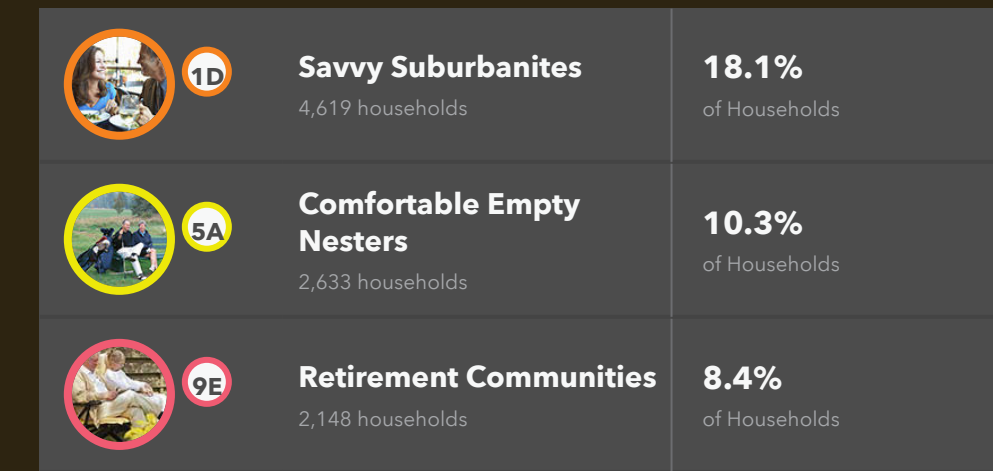 1D
Savvy Suburbanites
4,619 households
18.1%
of Households
5A
Comfortable Empty
Nesters
2,633 households
10.3%
of Households
9E
Retirement Communities
2,148 households
8.4%
of Households